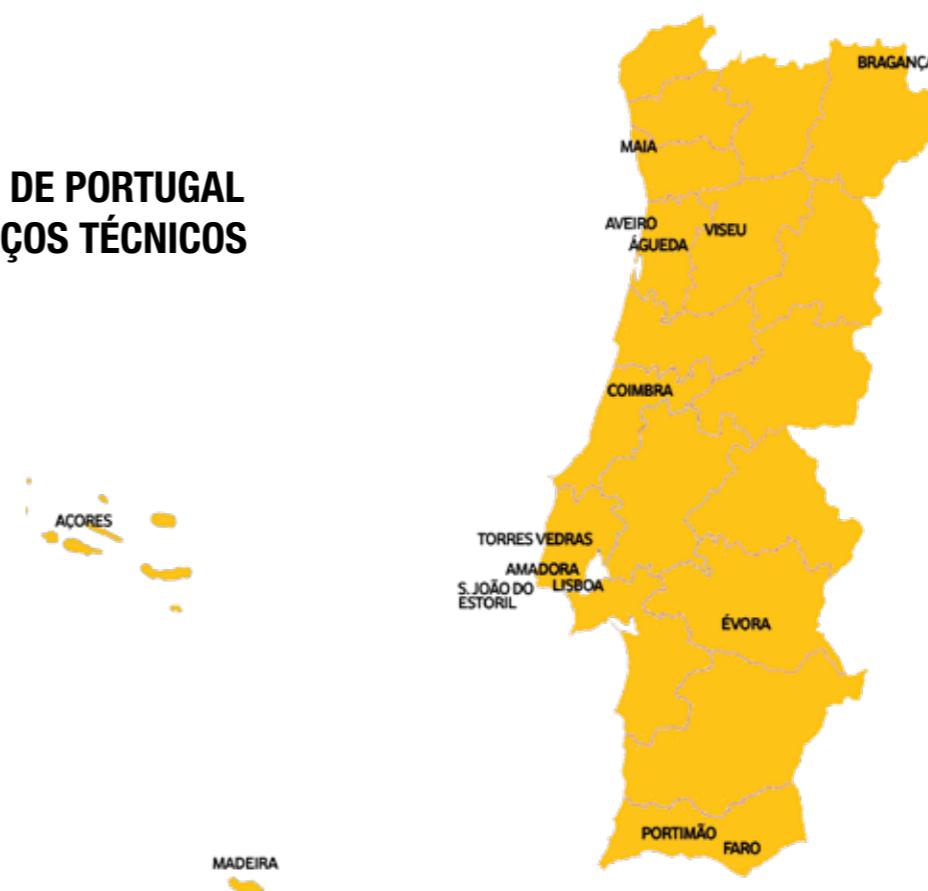 DE PORTUGAL
ÇOS TÉCNICOS
BRAGANÇA
MAIA
AVEIRO
ÁGUEDA
VISEU
COIMBRA
AÇORES
TORRES VEDRAS
AMADORA
S. JOÃO DO
ESTORIL
LISBOA
ÉVORA
PORTIMÃO
FARO
MADEIRA